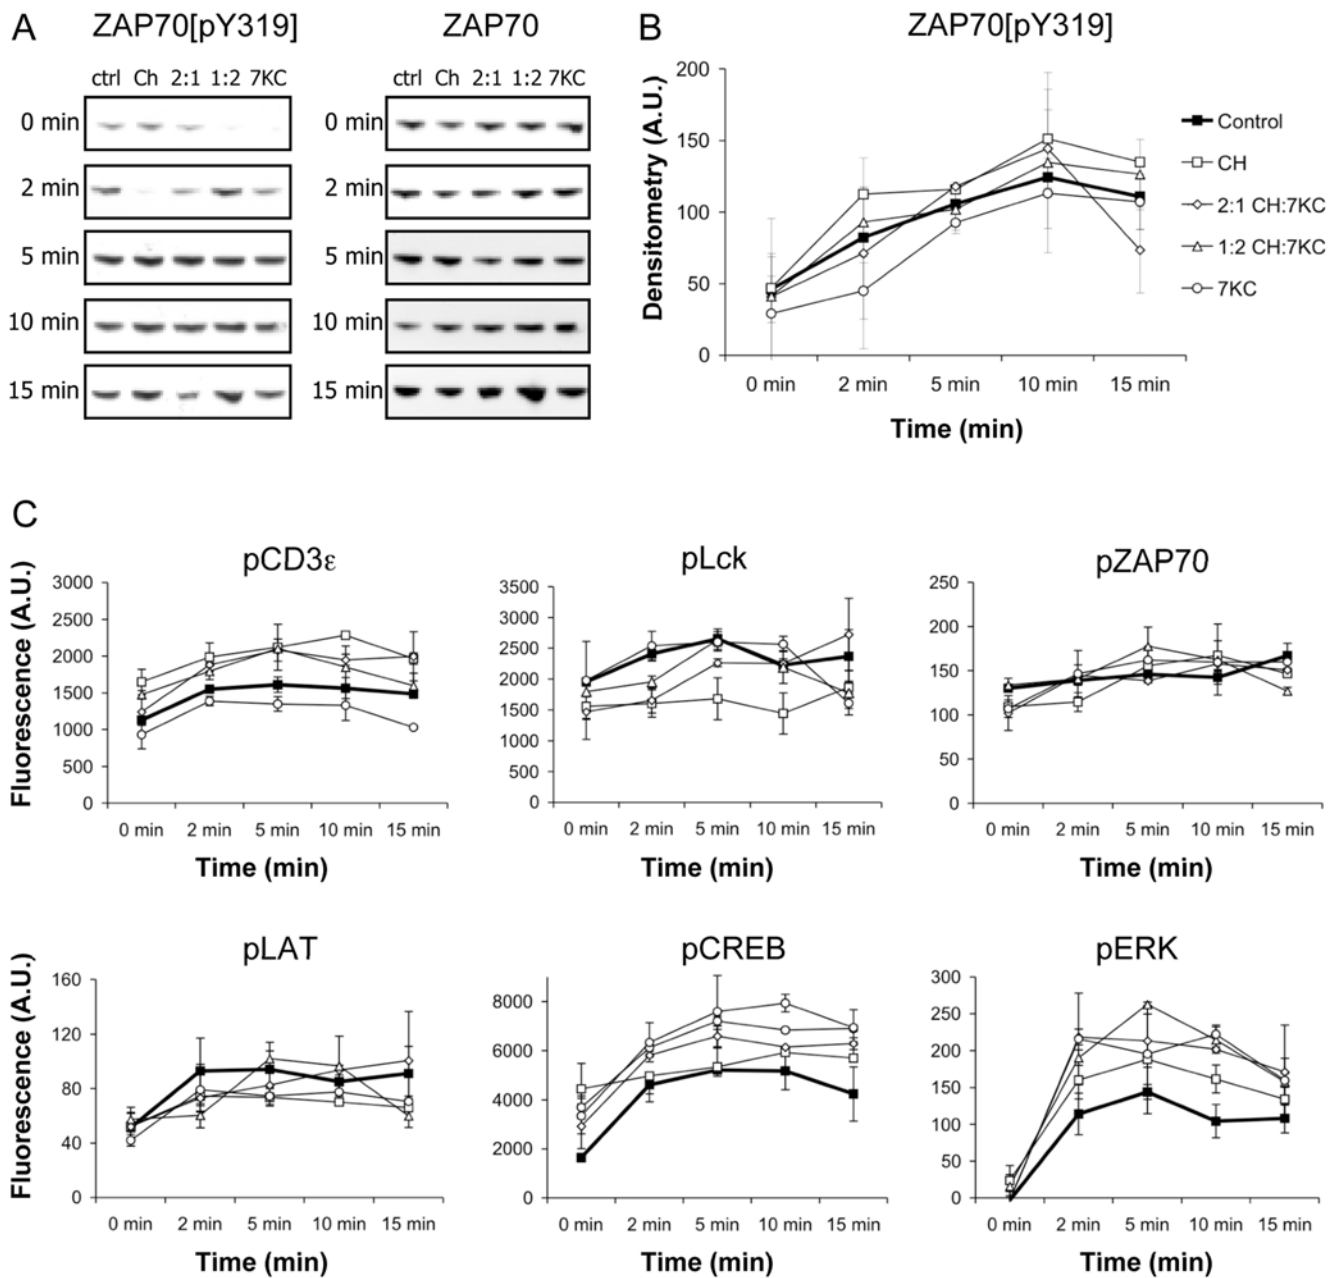 A
ZAP70[pY319]
ZAP70
ctrl Ch 2:1 1:2 7KC
ctrl Ch 2:1 1:2 7KC
0 min
0 min
2 min
2 min
5 min
5 min
10 min
10 min
15 min
15 min
B
ZAP70[pY319]
Densitometry (A.U.)
200
150
100
50
0
0 min 2 min 5 min 10 min 15 min
Time (min)
Control
CH
2:1 CH:7KC
1:2 CH:7KC
7KC
C
pCD3ε
Fluorescence (A.U.)
3000
2500
2000
1500
1000
500
0
0 min 2 min 5 min 10 min 15 min
Time (min)
pLck
3500
3000
2500
2000
1500
1000
500
0
0 min 2 min 5 min 10 min 15 min
Time (min)
pZAP70
250
200
150
100
50
0
0 min 2 min 5 min 10 min 15 min
Time (min)
pLAT
Fluorescence (A.U.)
160
120
80
40
0
0 min 2 min 5 min 10 min 15 min
Time (min)
pCREB
8000
6000
4000
2000
0
0 min 2 min 5 min 10 min 15 min
Time (min)
pERK
300
250
200
150
100
50
0
0 min 2 min 5 min 10 min 15 min
Time (min)